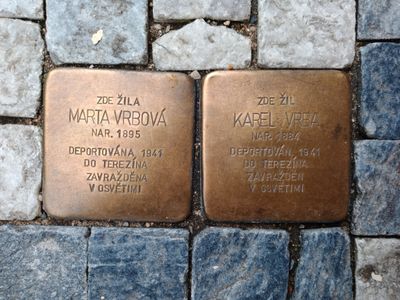 ZDE ŽILA
MARTA VRBOVÁ
NAR. 1895
DEPORTOVÁNA 1941
DO TEREZÍNA
ZAVRAŽDĚNA
V OSVĚTIMI
ZDE ŽIL
KAREL VRBA
NAR. 1884
DEPORTOVÁN 1941
DO TEREZÍNA
ZAVRAŽDĚN
V OSVĚTIMI